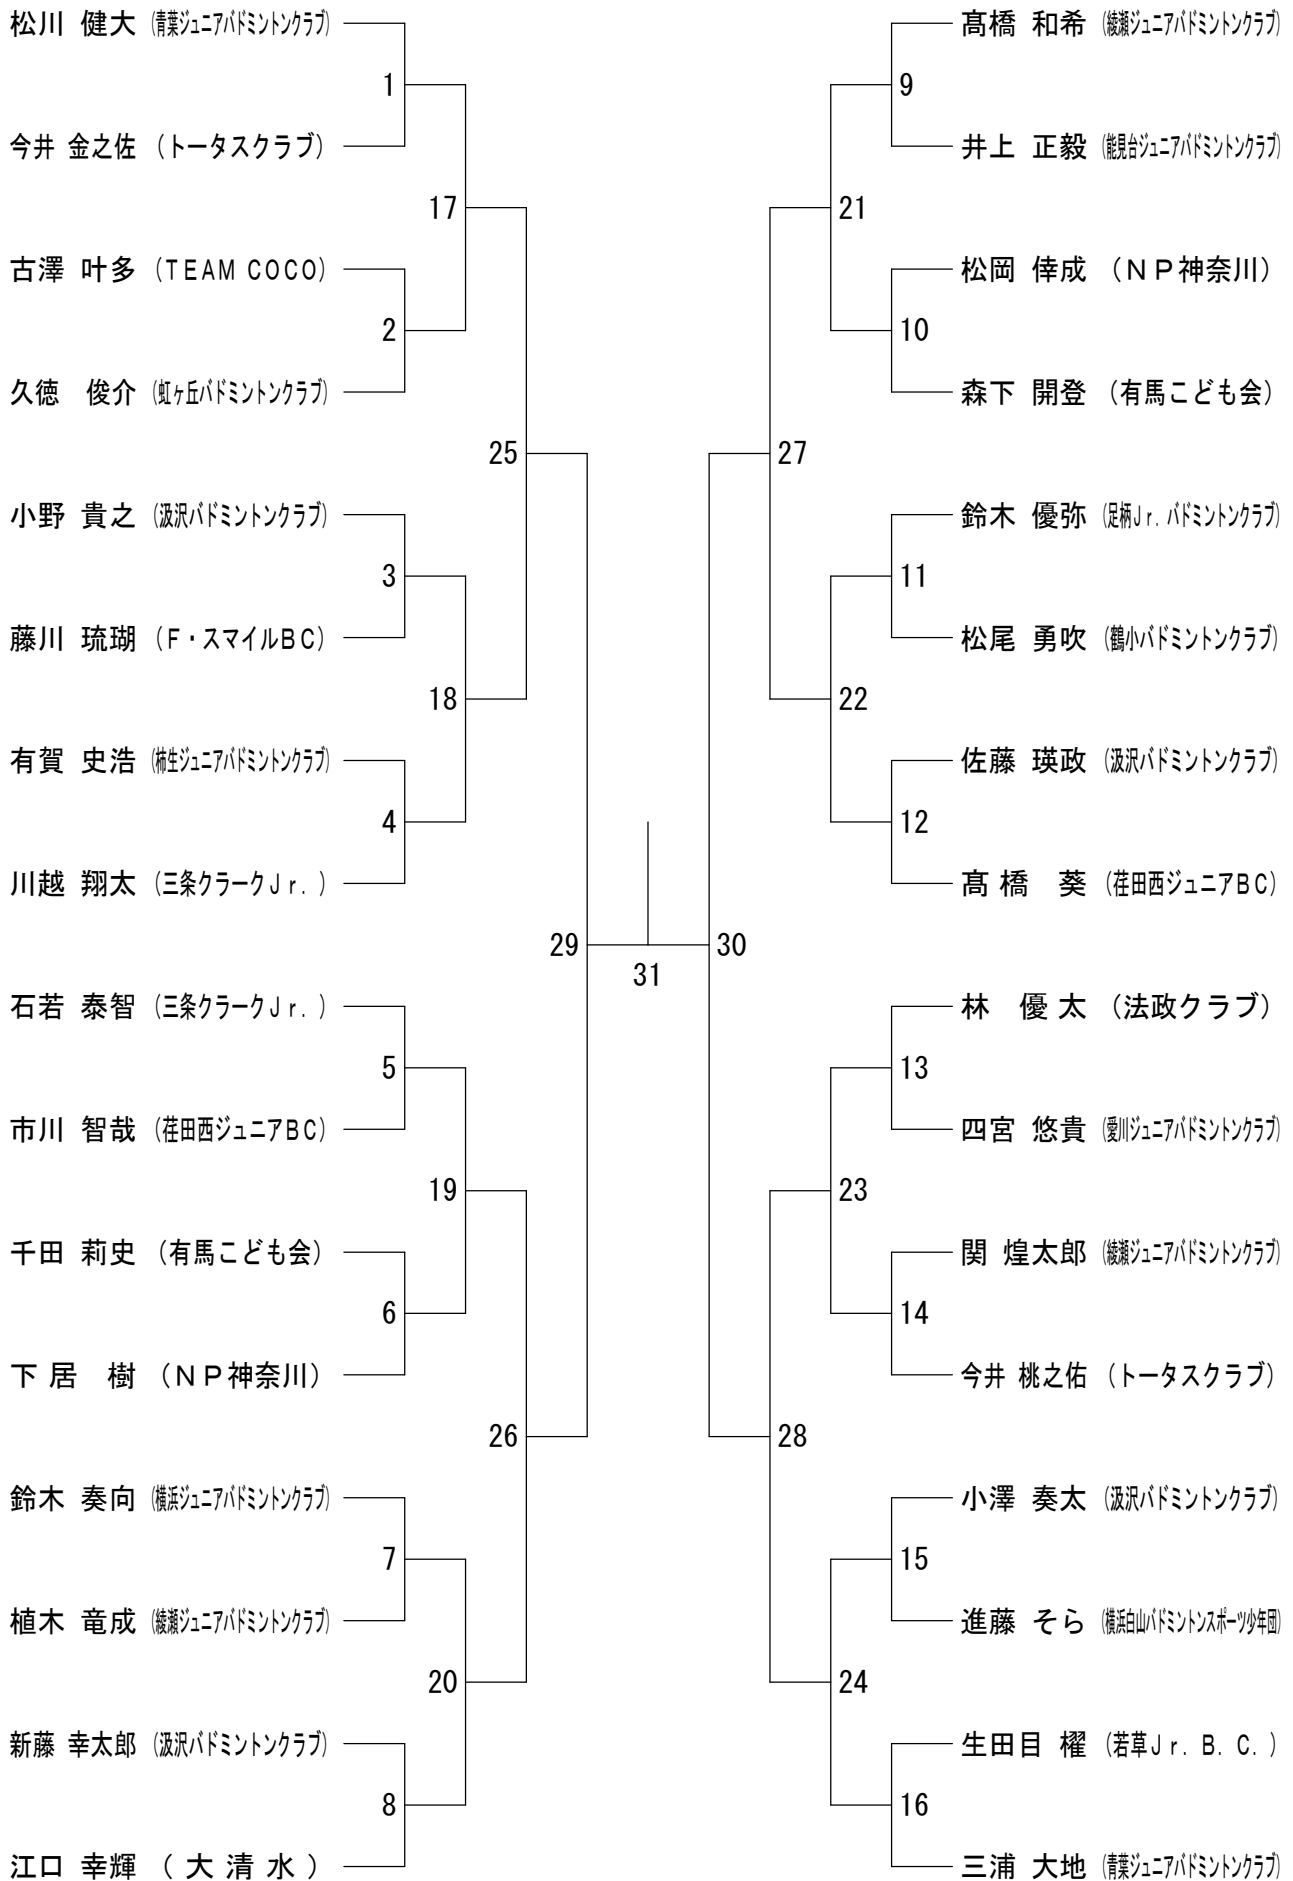 松川 健大 (青葉ジュニアバドミントンクラブ)
1
今井 金之佐 (トータスクラブ)
17
古澤 叶多 (TEAM COCO)
2
久徳 俊介 (虹ヶ丘バドミントンクラブ)
25
小野 貴之 (汲沢バドミントンクラブ)
3
藤川 琉瑚 (F・スマイルBC)
18
有賀 史浩 (柿生ジュニアバドミントンクラブ)
4
川越 翔太 (三条クラークJr.)
29
石若 泰智 (三条クラークJr.)
5
市川 智哉 (荏田西ジュニアBC)
19
千田 莉史 (有馬こども会)
6
下居 樹 (NP神奈川)
26
鈴木 奏向 (横浜ジュニアバドミントンクラブ)
7
植木 竜成 (綾瀬ジュニアバドミントンクラブ)
20
新藤 幸太郎 (汲沢バドミントンクラブ)
8
江口 幸輝 (大清水)
31
髙橋 和希 (綾瀬ジュニアバドミントンクラブ)
9
井上 正毅 (能見台ジュニアバドミントンクラブ)
21
松岡 倖成 (NP神奈川)
10
森下 開登 (有馬こども会)
27
鈴木 優弥 (足柄Jr.バドミントンクラブ)
11
松尾 勇吹 (鶴小バドミントンクラブ)
22
佐藤 瑛政 (汲沢バドミントンクラブ)
12
髙橋 葵 (荏田西ジュニアBC)
30
林 優太 (法政クラブ)
13
四宮 悠貴 (愛川ジュニアバドミントンクラブ)
23
関 煌太郎 (綾瀬ジュニアバドミントンクラブ)
14
今井 桃之佑 (トータスクラブ)
28
小澤 奏太 (汲沢バドミントンクラブ)
15
進藤 そら (横浜白山バドミントンスポーツ少年団)
24
生田目 櫂 (若草Jr.B.C.)
16
三浦 大地 (青葉ジュニアバドミントンクラブ)